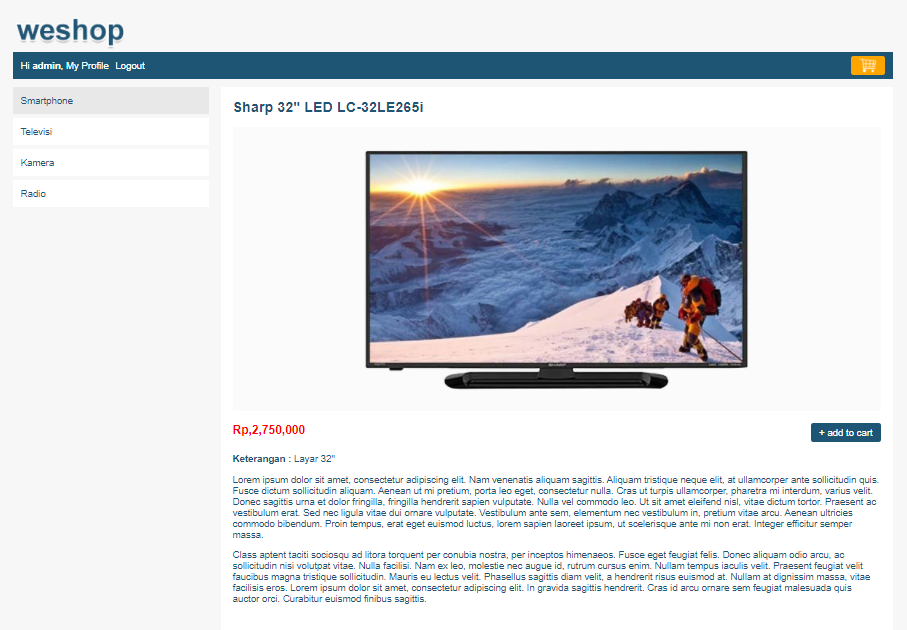 weshop
Hi admin, My Profile Logout
Smartphone
Televisi
Kamera
Radio
Sharp 32" LED LC-32LE265i
Rp,2,750,000
+ add to cart
Keterangan : Layar 32"
Lorem ipsum dolor sit amet, consectetur adipiscing elit. Nam venenatis aliquam sagittis. Aliquam tristique neque elit, at ullamcorper ante sollicitudin quis.
Fusce dictum sollicitudin aliquam. Aenean ut mi pretium, porta leo eget, consectetur nulla. Cras ut turpis ullamcorper, pharetra mi interdum, varius velit.
Donec sagittis urna et dolor fringilla, fringilla hendrerit sapien vulputate. Nulla vel commodo leo. Ut sit amet eleifend nisl, vitae dictum tortor. Praesent ac
vestibulum erat. Sed nec ligula vitae dui ornare vulputate. Vestibulum ante sem, elementum nec vestibulum in, pretium vitae arcu. Aenean ultricies
commodo bibendum. Proin tempus, erat eget euismod luctus, lorem sapien laoreet ipsum, ut scelerisque ante mi non erat. Integer efficitur semper
massa.
Class aptent taciti sociosqu ad litora torquent per conubia nostra, per inceptos himenaeos. Fusce eget feugiat felis. Donec aliquam odio arcu, ac
sollicitudin nisi volutpat vitae. Nulla facilisi. Nam ex leo, molestie nec augue id, rutrum cursus enim. Nullam tempus iaculis velit. Praesent feugiat velit
faucibus magna tristique sollicitudin. Mauris eu lectus velit. Phasellus sagittis diam velit, a hendrerit risus euismod at. Nullam at dignissim massa, vitae
facilisis eros. Lorem ipsum dolor sit amet, consectetur adipiscing elit. In gravida sagittis hendrerit. Cras id arcu ornare sem feugiat malesuada quis
auctor orci. Curabitur euismod finibus sagittis.